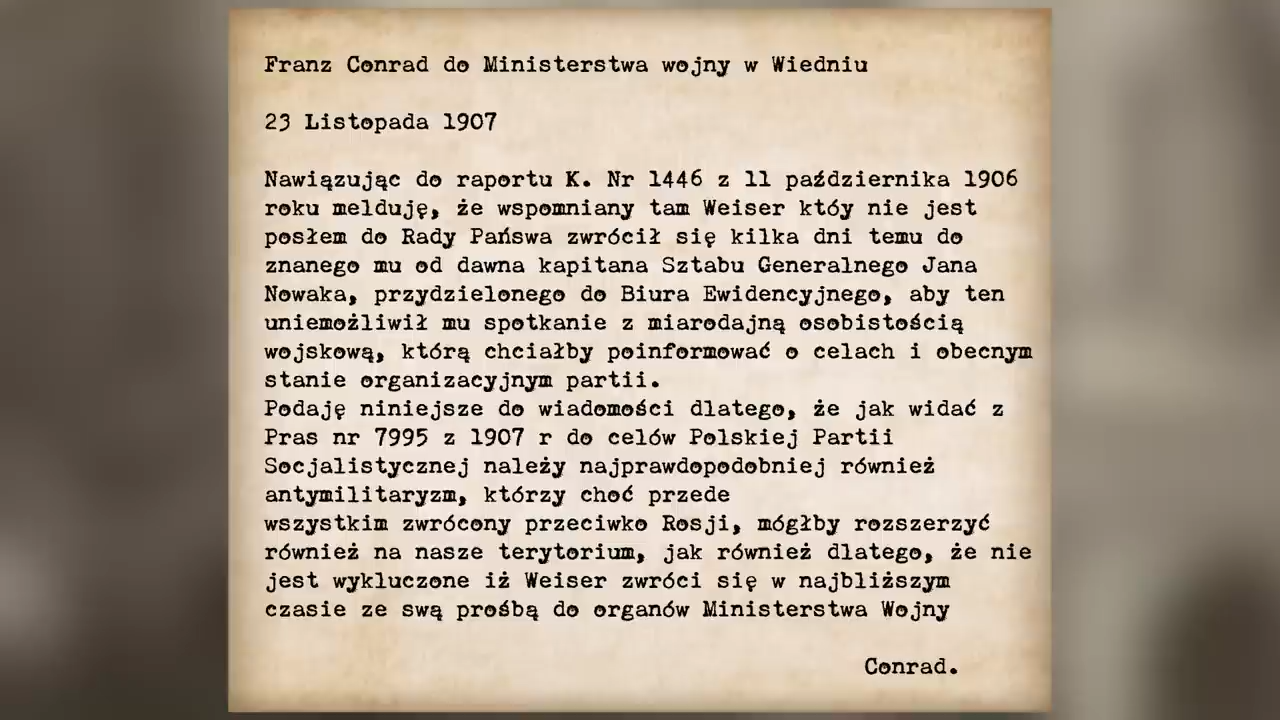 Franz Conrad do Ministerstwa wojny w Wiedniu
23 Listopada 1907
Nawiązując do raportu K. Nr 1446 z 11 października 1906
roku melduję, że wspomniany tam Weiser któy nie jest
posłem do Rady Pańswa zwrócił się kilka dni temu do
znanego mu od dawna kapitana Sztabu Generalnego Jana
Nowaka, przydzielonego do Biura Ewidencyjnego, aby ten
uniemożliwił mu spotkanie z miarodajną osobistością
wojskową, którą chciałby poinformować o celach i obecnym
stanie organizacyjnym partii.
Podaję niniejsze do wiadomości dlatego, że jak widać z
Pras nr 7995 z 1907 r do celów Polskiej Partii
Socjalistycznej należy najprawdopodobniej również
antymilitaryzm, którzy choć przede
wszystkim zwrócony przeciwko Rosji, mógłby rozszerzyć
również na nasze terytorium, jak również dlatego, że nie
jest wykluczone iż Weiser zwróci się w najbliższym
czasie ze swą prośbą do organów Ministerstwa Wojny
Conrad.